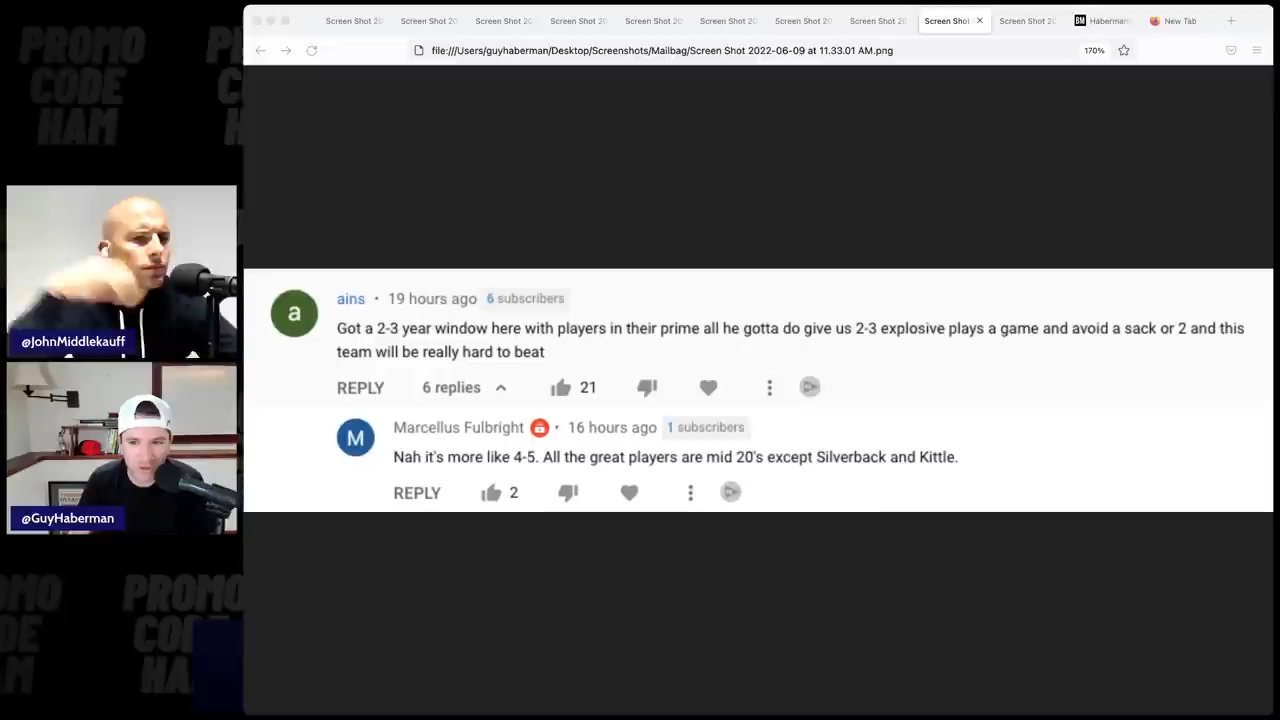 Screen Shot 20
Screen Shot 20
Screen Shot 20
Screen Shot 20
Screen Shot 20
Screen Shot 20
Screen Shot 20
Screen Shot 20
Screen Shot
Screen Shot 20
BM Haberman
New Tab
file:///Users/guyhaberman/Desktop/Screenshots/Mailbag/Screen Shot 2022-06-09 at 11.33.01 AM.png
170%
PROMO
CODE
HAM
@JohnMiddlekauff
@GuyHaberman
a
ains · 19 hours ago 6 subscribers
Got a 2-3 year window here with players in their prime all he gotta do give us 2-3 explosive plays a game and avoid a sack or 2 and this
team will be really hard to beat
REPLY 6 replies 21
M
Marcellus Fulbright · 16 hours ago 1 subscribers
Nah it's more like 4-5. All the great players are mid 20's except Silverback and Kittle.
REPLY 2
PROMO
CODE